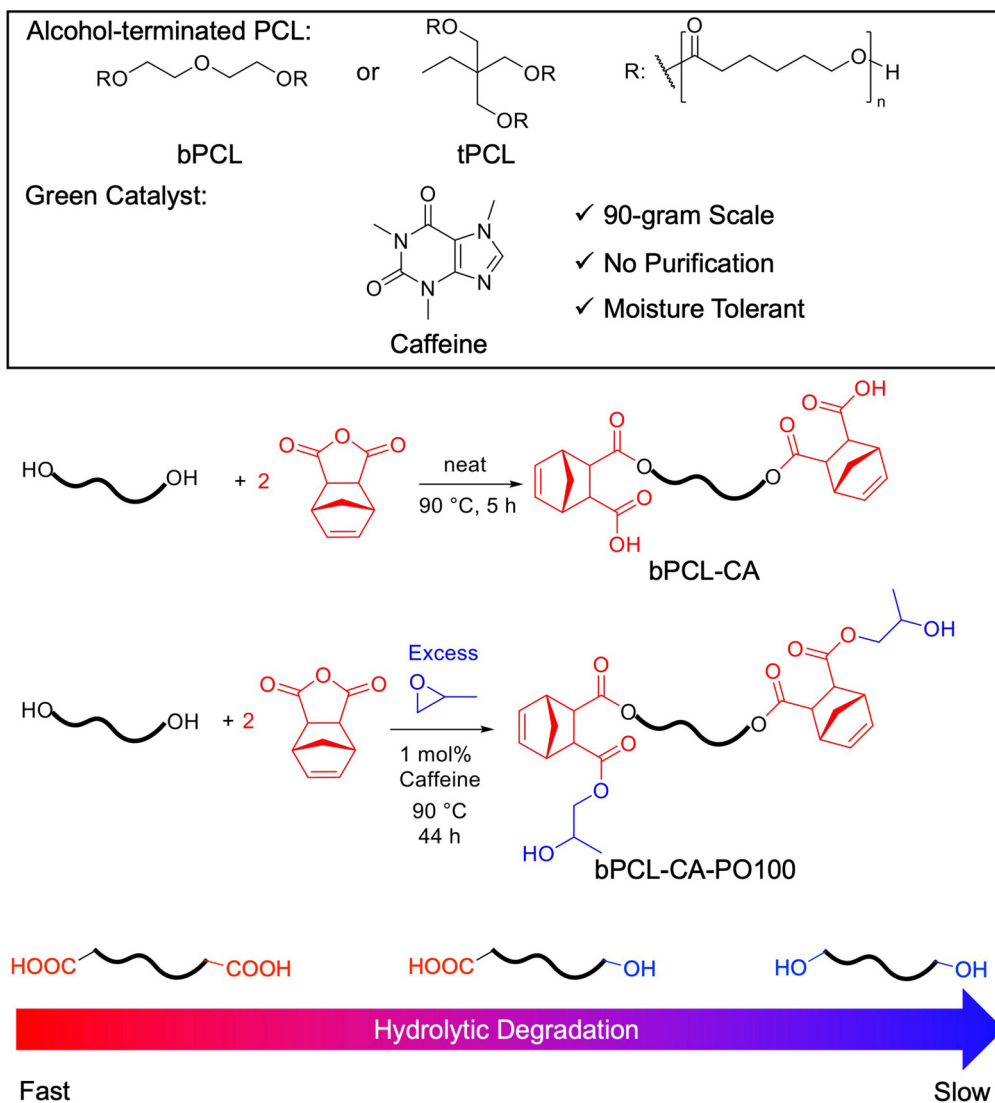 Alcohol-terminated PCL:
RO O OR
or
RO
OR
OR
R:
O
O H
n
bPCL
tPCL
Green Catalyst:
O
N
N
O
N
N
Caffeine
✓ 90-gram Scale
✓ No Purification
✓ Moisture Tolerant
HO OH
+ 2
O O O
neat
90 °C, 5 h
O
O
O
OH
O
O
O
OH
bPCL-CA
HO OH
+ 2
O O O
Excess
O
1 mol%
Caffeine
90 °C
44 h
O
O
O
O
HO
O
O
O
O
OH
bPCL-CA-PO100
HOOC COOH
HOOC OH
HO OH
Hydrolytic Degradation
Fast
Slow